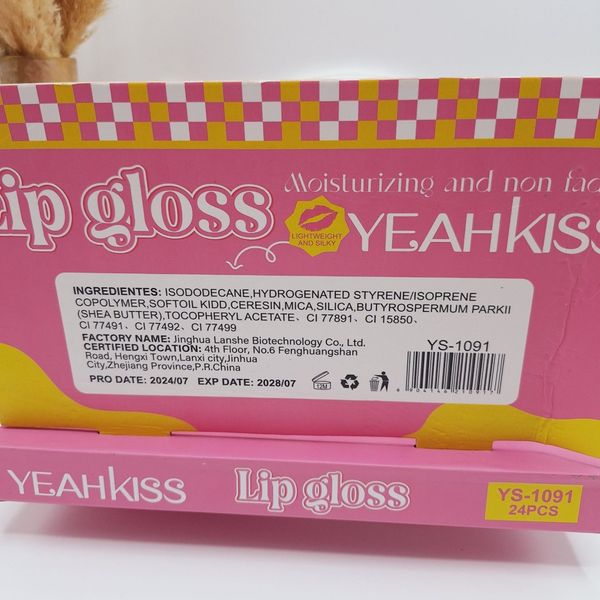 Lip gloss
Moisturizing and non fad
LIGHTWEIGHT
AND SILKY
YEAHKISS
INGREDIENTES: ISODODECANE,HYDROGENATED STYRENE/ISOPRENE
COPOLYMER,SOFTOIL KIDD,CERESIN,MICA,SILICA,BUTYROSPERMUM PARKII
(SHEA BUTTER),TOCOPHERYL ACETATE、CI 77891、CI 15850、
CI 77491、CI 77492、CI 77499
FACTORY NAME: Jinghua Lanshe Biotechnology Co., Ltd.
CERTIFIED LOCATION: 4th Floor, No.6 Fenghuangshan
Road, Hengxi Town,Lanxi city,Jinhua
City,Zhejiang Province,P.R.China
PRO DATE: 2024/07 EXP DATE: 2028/07
12M
YS-1091
6 904146 210917
YEAHKISS
Lip gloss
YS-1091
24PCS